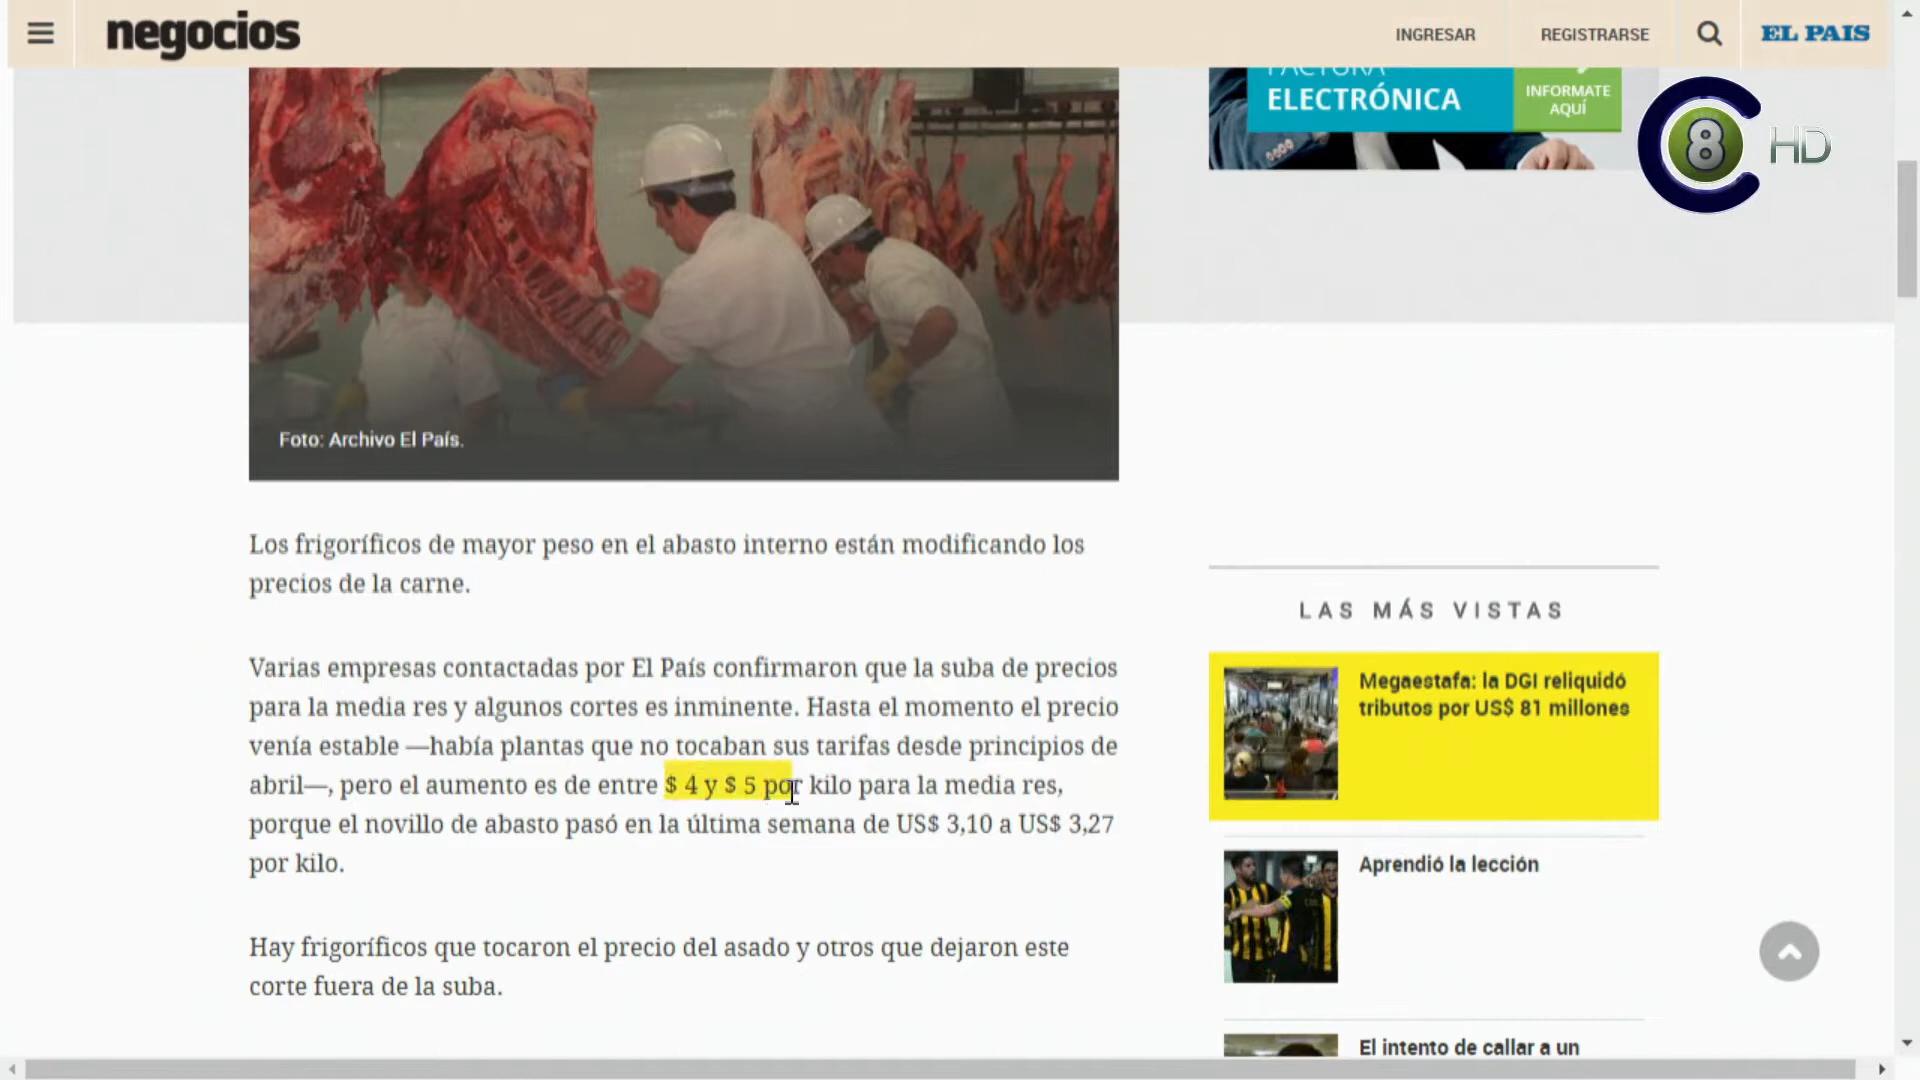 negocios
INGRESAR
REGISTRARSE
EL PAIS
FACTURA
ELECTRÓNICA
INFORMATE
AQUÍ
8 HD
Foto: Archivo El País.
Los frigoríficos de mayor peso en el abasto interno están modificando los
precios de la carne.
Varias empresas contactadas por El País confirmaron que la suba de precios
para la media res y algunos cortes es inminente. Hasta el momento el precio
venía estable —había plantas que no tocaban sus tarifas desde principios de
abril—, pero el aumento es de entre $ 4 y $ 5 por kilo para la media res,
porque el novillo de abasto pasó en la última semana de US$ 3,10 a US$ 3,27
por kilo.
Hay frigoríficos que tocaron el precio del asado y otros que dejaron este
corte fuera de la suba.
LAS MÁS VISTAS
Megaestafa: la DGI reliquidó
tributos por US$ 81 millones
Aprendió la lección
El intento de callar a un